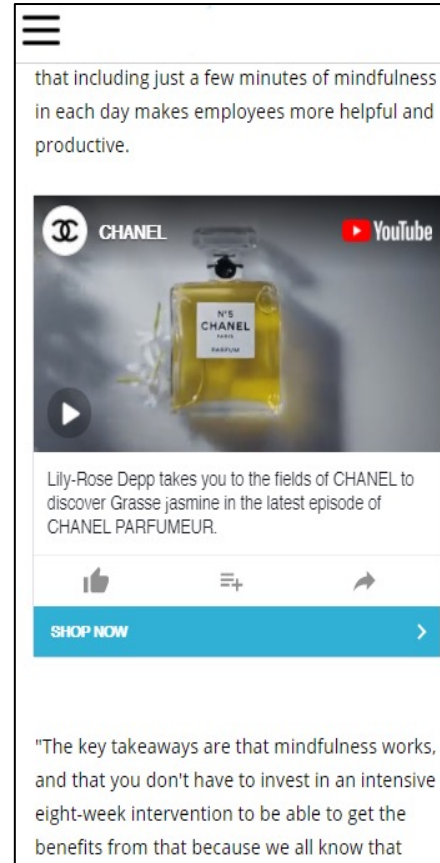 that including just a few minutes of mindfulness
in each day makes employees more helpful and
productive.
CHANEL
YouTube
N°5
CHANEL
PARIS
PARFUM
Lily-Rose Depp takes you to the fields of CHANEL to
discover Grasse jasmine in the latest episode of
CHANEL PARFUMEUR.
SHOP NOW
"The key takeaways are that mindfulness works,
and that you don't have to invest in an intensive
eight-week intervention to be able to get the
benefits from that because we all know that